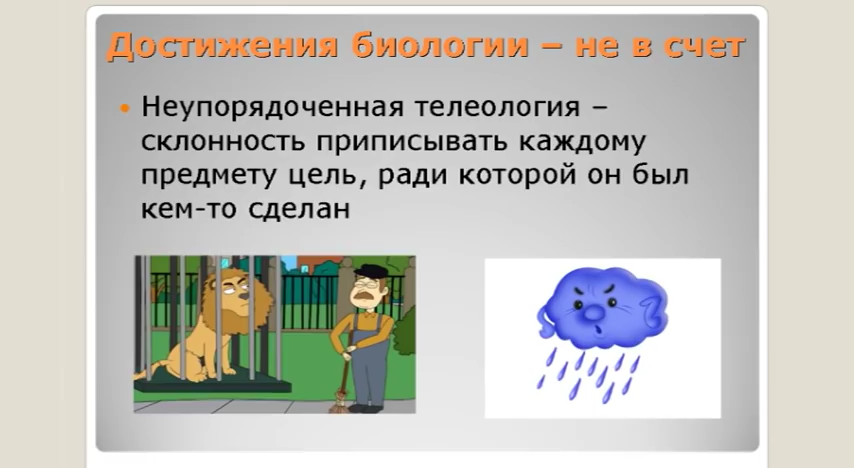 Достижения биологии – не в счет
Неупорядоченная телеология –
склонность приписывать каждому
предмету цель, ради которой он был
кем-то сделан